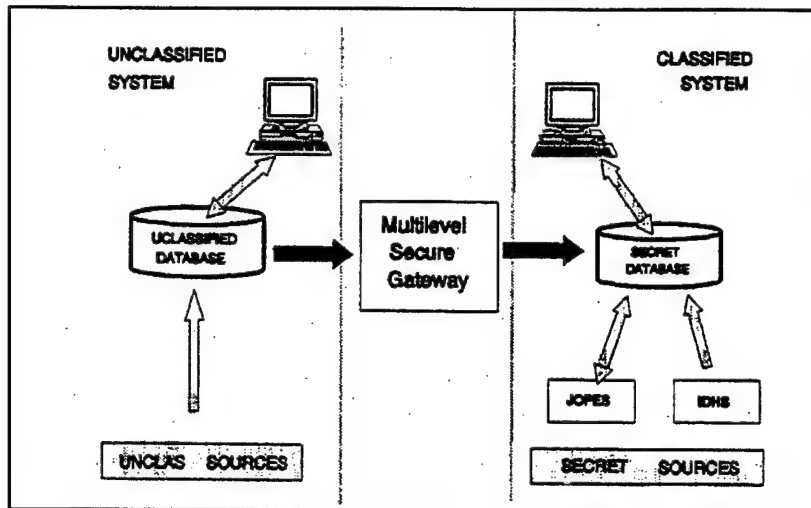 UNCLASSIFIED
SYSTEM
CLASSIFIED
SYSTEM
UCLASSIFIED
DATABASE
Multilevel
Secure
Gateway
SECRET
DATABASE
JOPES
IDHS
UNCLAS SOURCES
SECRET SOURCES